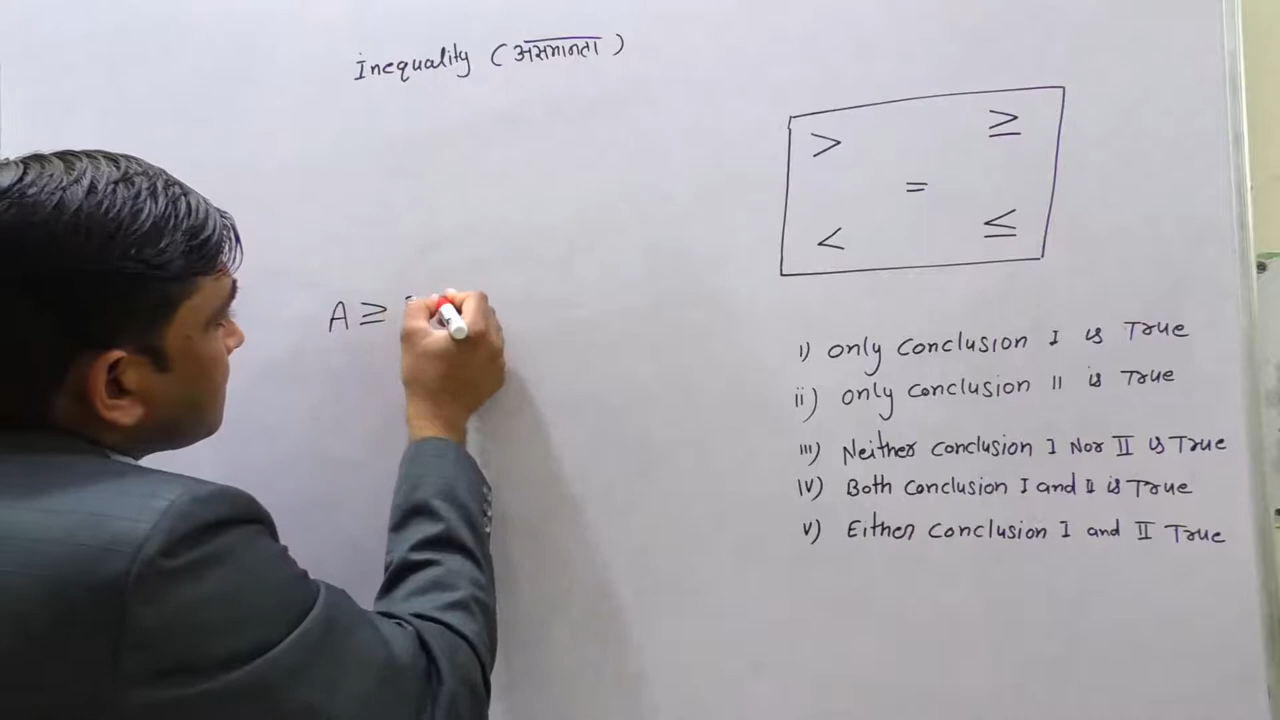 Inequality (असमानता)
> ≥
=
< ≤
A ≥
i) only conclusion I is True
ii) only conclusion II is True
III) Neither conclusion I Nor II is True
IV) Both conclusion I and II is True
V) Either conclusion I and II True